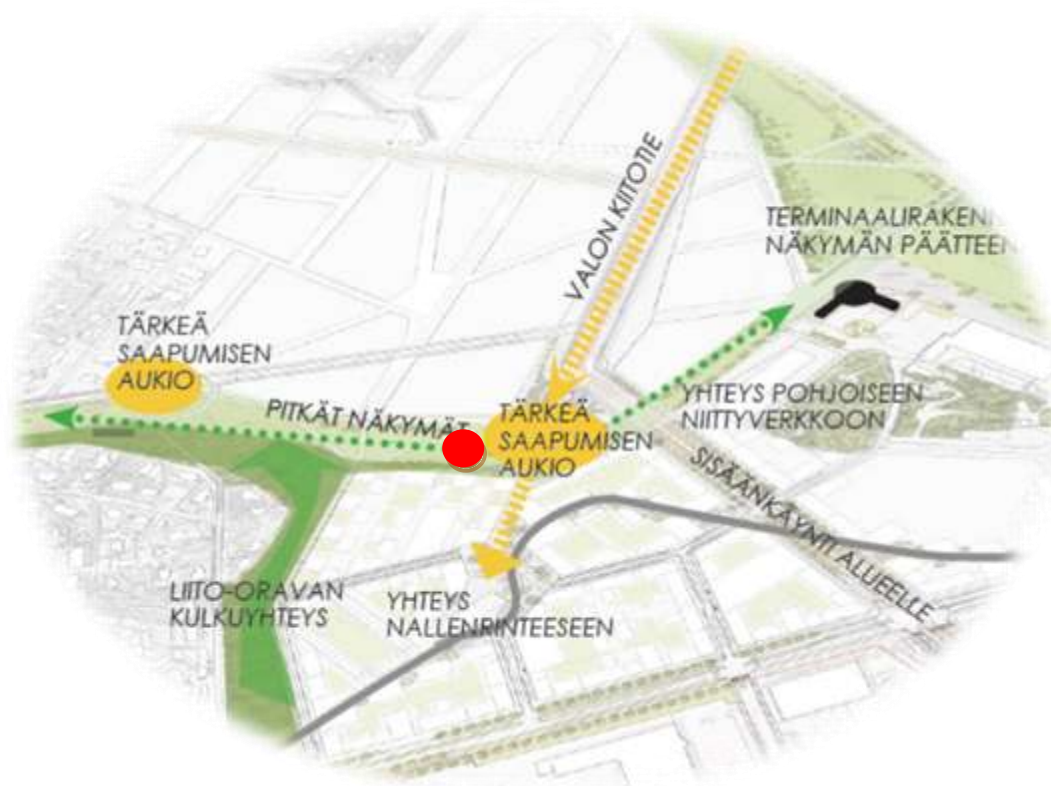 VALON KIITOTIE
TERMINAALIRAKENN
NÄKYMÄN PÄÄTTEEN
TÄRKEÄ
SAAPUMISEN
AUKIO
PITKÄT NÄKYMÄT
TÄRKEÄ
SAAPUMISEN
AUKIO
YHTEYS POHJOISEEN
NIITTYVERKKOON
SISÄÄNKÄYNTI ALUEELLE
LIITO-ORAVAN
KULKUYHTEYS
YHTEYS
NALLENRINTEESEEN